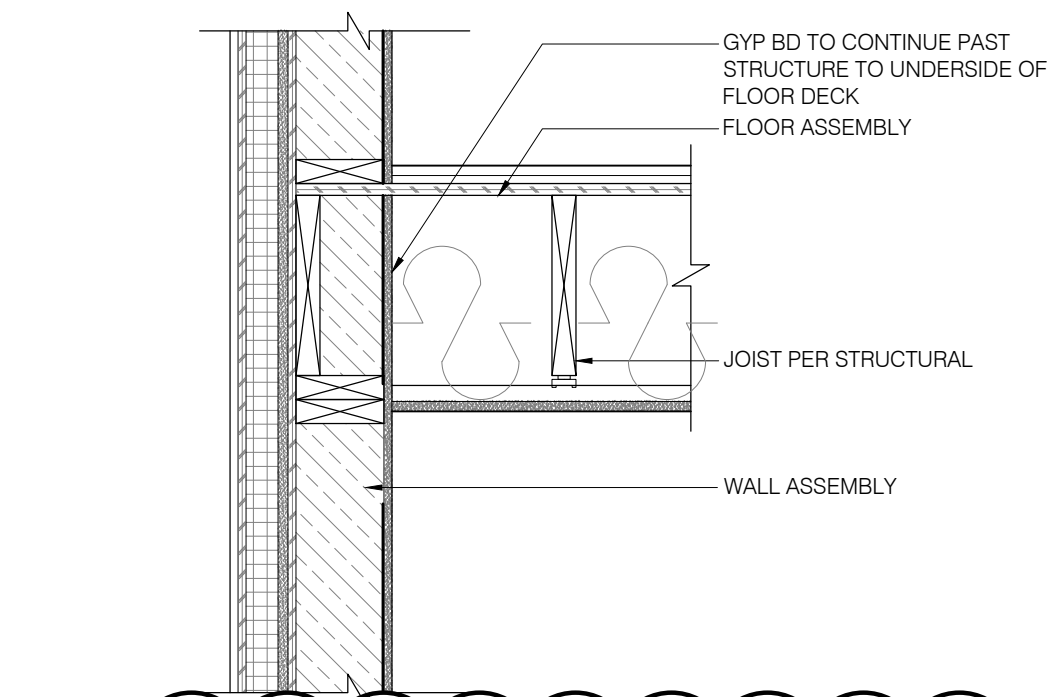 GYP BD TO CONTINUE PAST
STRUCTURE TO UNDERSIDE OF
FLOOR DECK
FLOOR ASSEMBLY
JOIST PER STRUCTURAL
WALL ASSEMBLY